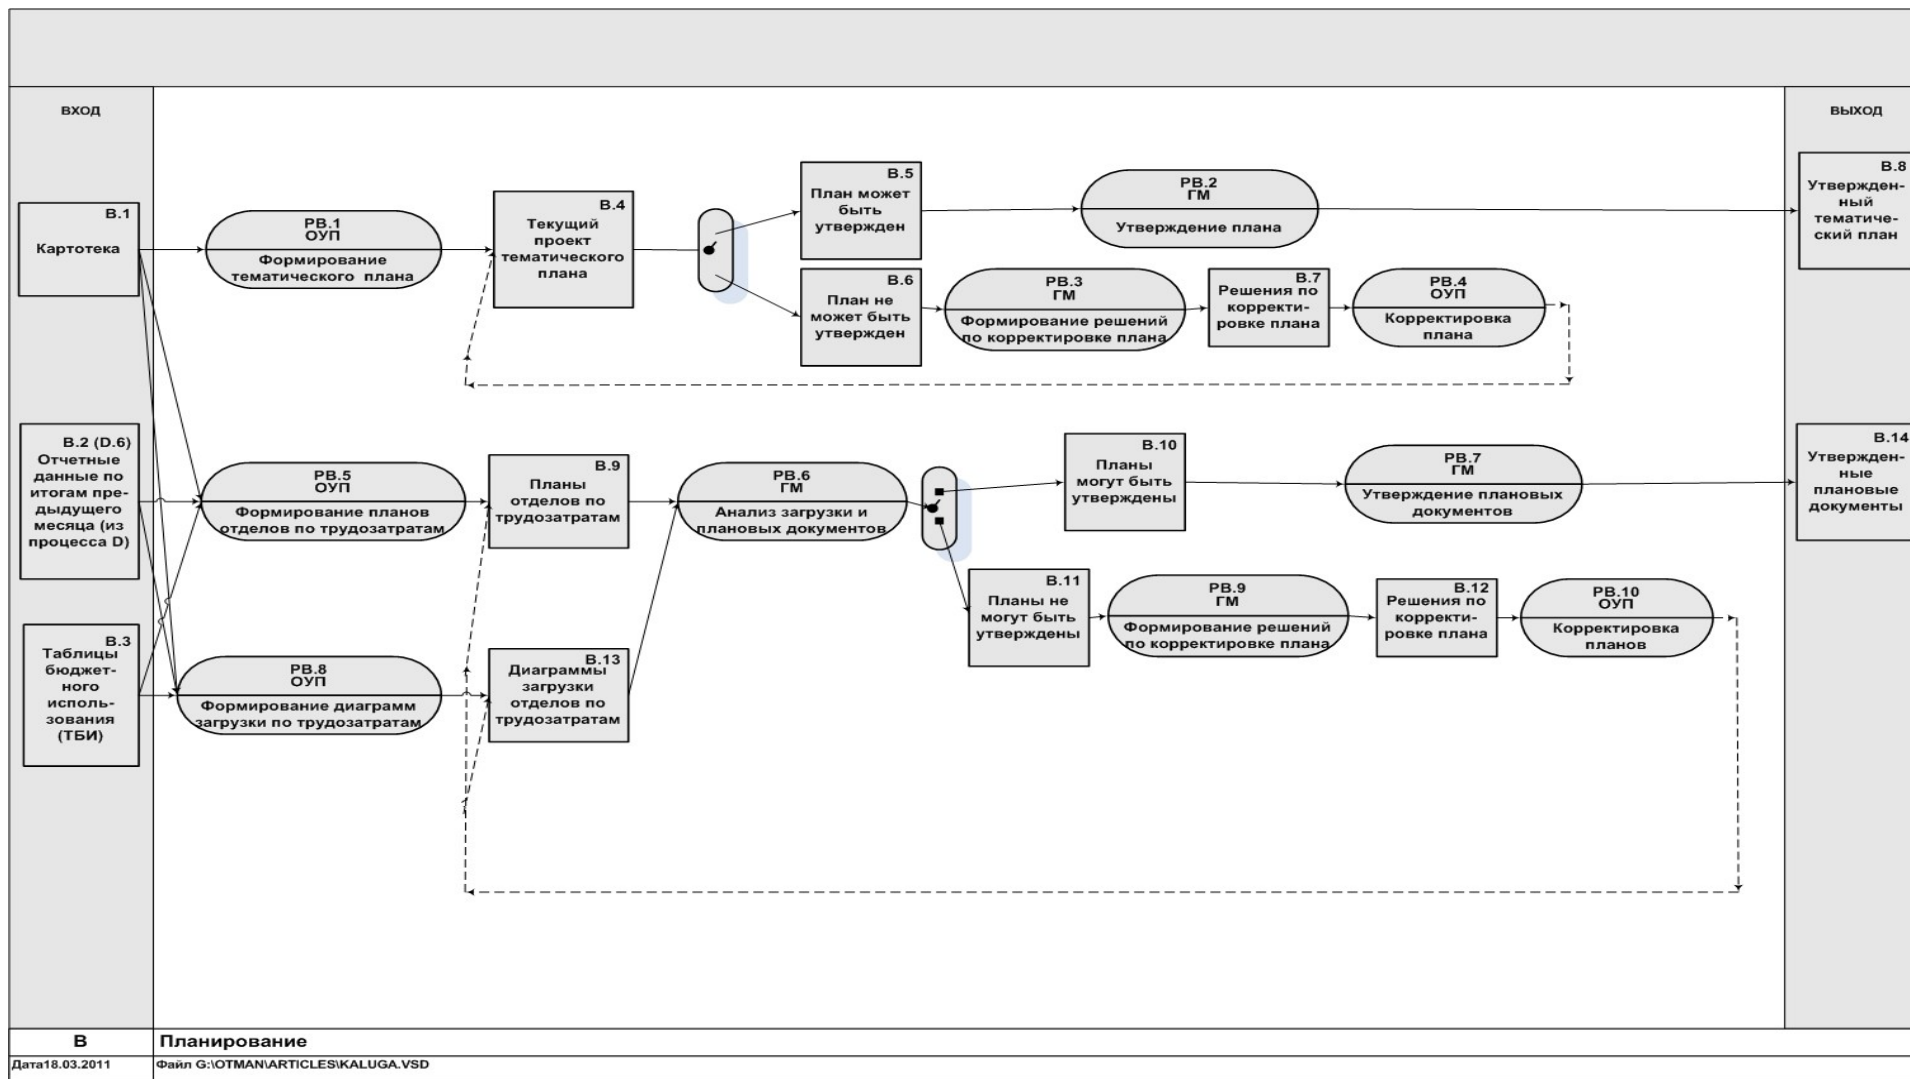 ВХОД
ВЫХОД
B.1
Картотека
РВ.1
ОУП
Формирование
тематического плана
B.4
Текущий
проект
тематического
плана
B.5
План может
быть
утвержден
РВ.2
ГМ
Утверждение плана
B.8
Утвержден-
ный
тематиче-
ский план
B.6
План не
может быть
утвержден
РВ.3
ГМ
Формирование решений
по корректировке плана
B.7
Решения по
корректи-
ровке плана
РВ.4
ОУП
Корректировка
плана
B.2 (D.6)
Отчетные
данные по
итогам пре-
дыдущего
месяца (из
процесса D)
РВ.5
ОУП
Формирование планов
отделов по трудозатратам
B.9
Планы
отделов по
трудозатратам
РВ.6
ГМ
Анализ загрузки и
плановых документов
B.10
Планы
могут быть
утверждены
РВ.7
ГМ
Утверждение плановых
документов
B.14
Утвержден-
ные
плановые
документы
B.11
Планы не
могут быть
утверждены
РВ.9
ГМ
Формирование решений
по корректировке плана
B.12
Решения по
корректи-
ровке плана
РВ.10
ОУП
Корректировка
планов
B.3
Таблицы
бюджет-
ного
исполь-
зования
(ТБИ)
РВ.8
ОУП
Формирование диаграмм
загрузки по трудозатратам
B.13
Диаграммы
загрузки
отделов по
трудозатратам
B
Планирование
Дата18.03.2011
Файл G:\OTMAN\ARTICLES\KALUGA.VSD